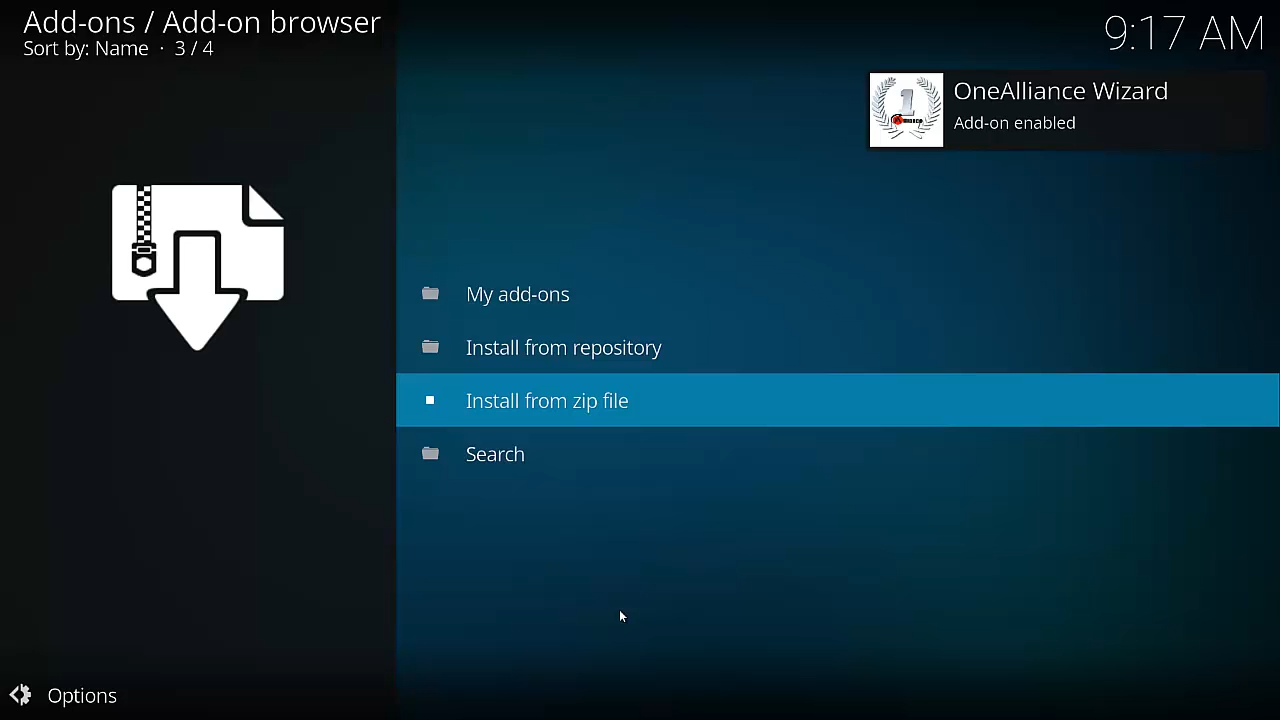 Add-ons / Add-on browser
Sort by: Name · 3 / 4
9:17 AM
OneAlliance Wizard
Add-on enabled
My add-ons
Install from repository
Install from zip file
Search
Options